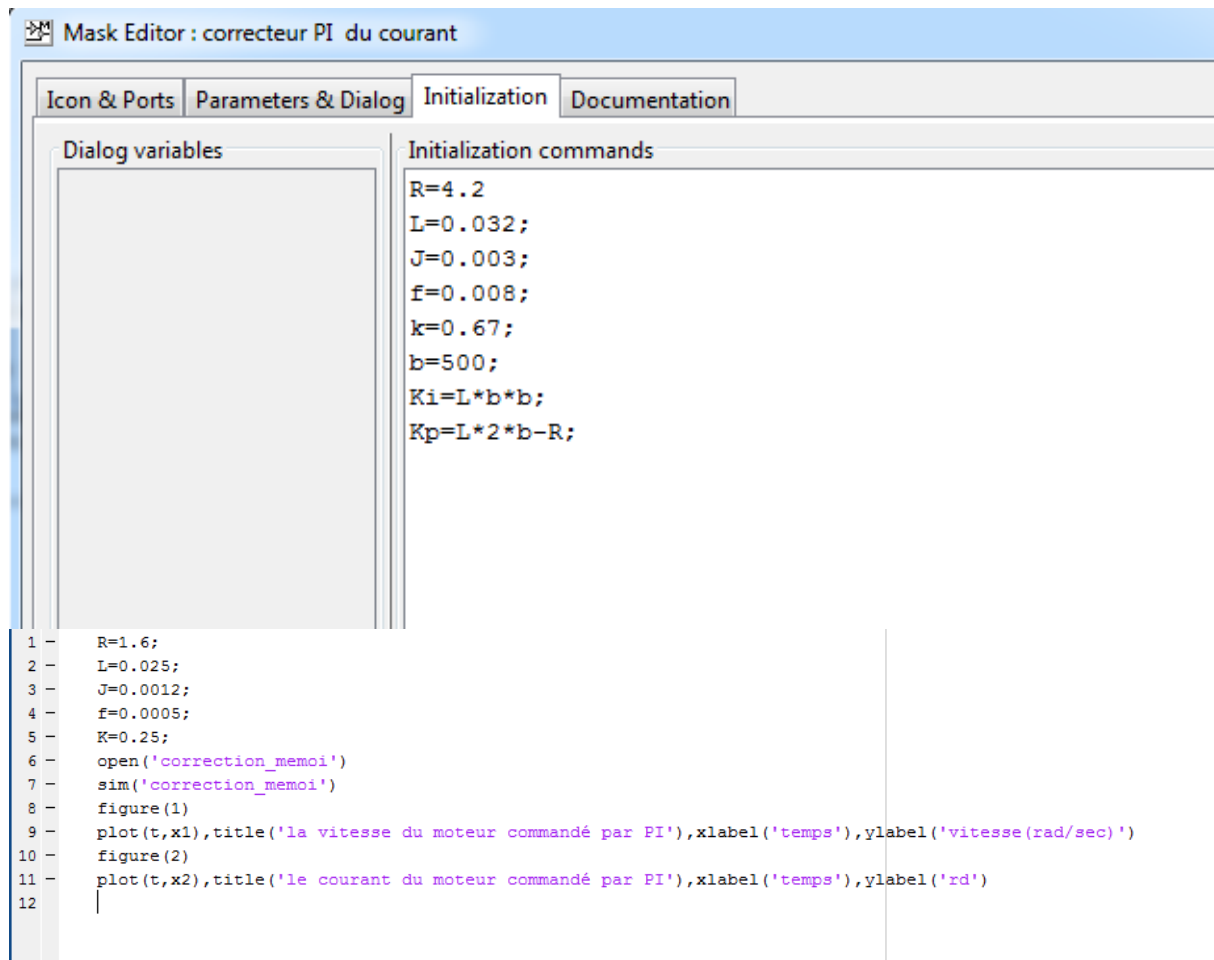 Mask Editor : correcteur PI  du courant
Icon & Ports Parameters & Dialog Initialization Documentation
Dialog variables Initialization commands
R=4.2
L=0.032;
J=0.003;
f=0.008;
k=0.67;
b=500;
Ki=L*b*b;
Kp=L*2*b-R;
1 - R=1.6;
2 - L=0.025;
3 - J=0.0012;
4 - f=0.0005;
5 - K=0.25;
6 - open('correction_memoi')
7 - sim('correction_memoi')
8 - figure(1)
9 - plot(t,x1),title('la vitesse du moteur commandé par PI'),xlabel('temps'),ylabel('vitesse(rad/sec)')
10 - figure(2)
11 - plot(t,x2),title('le courant du moteur commandé par PI'),xlabel('temps'),ylabel('rd')
12